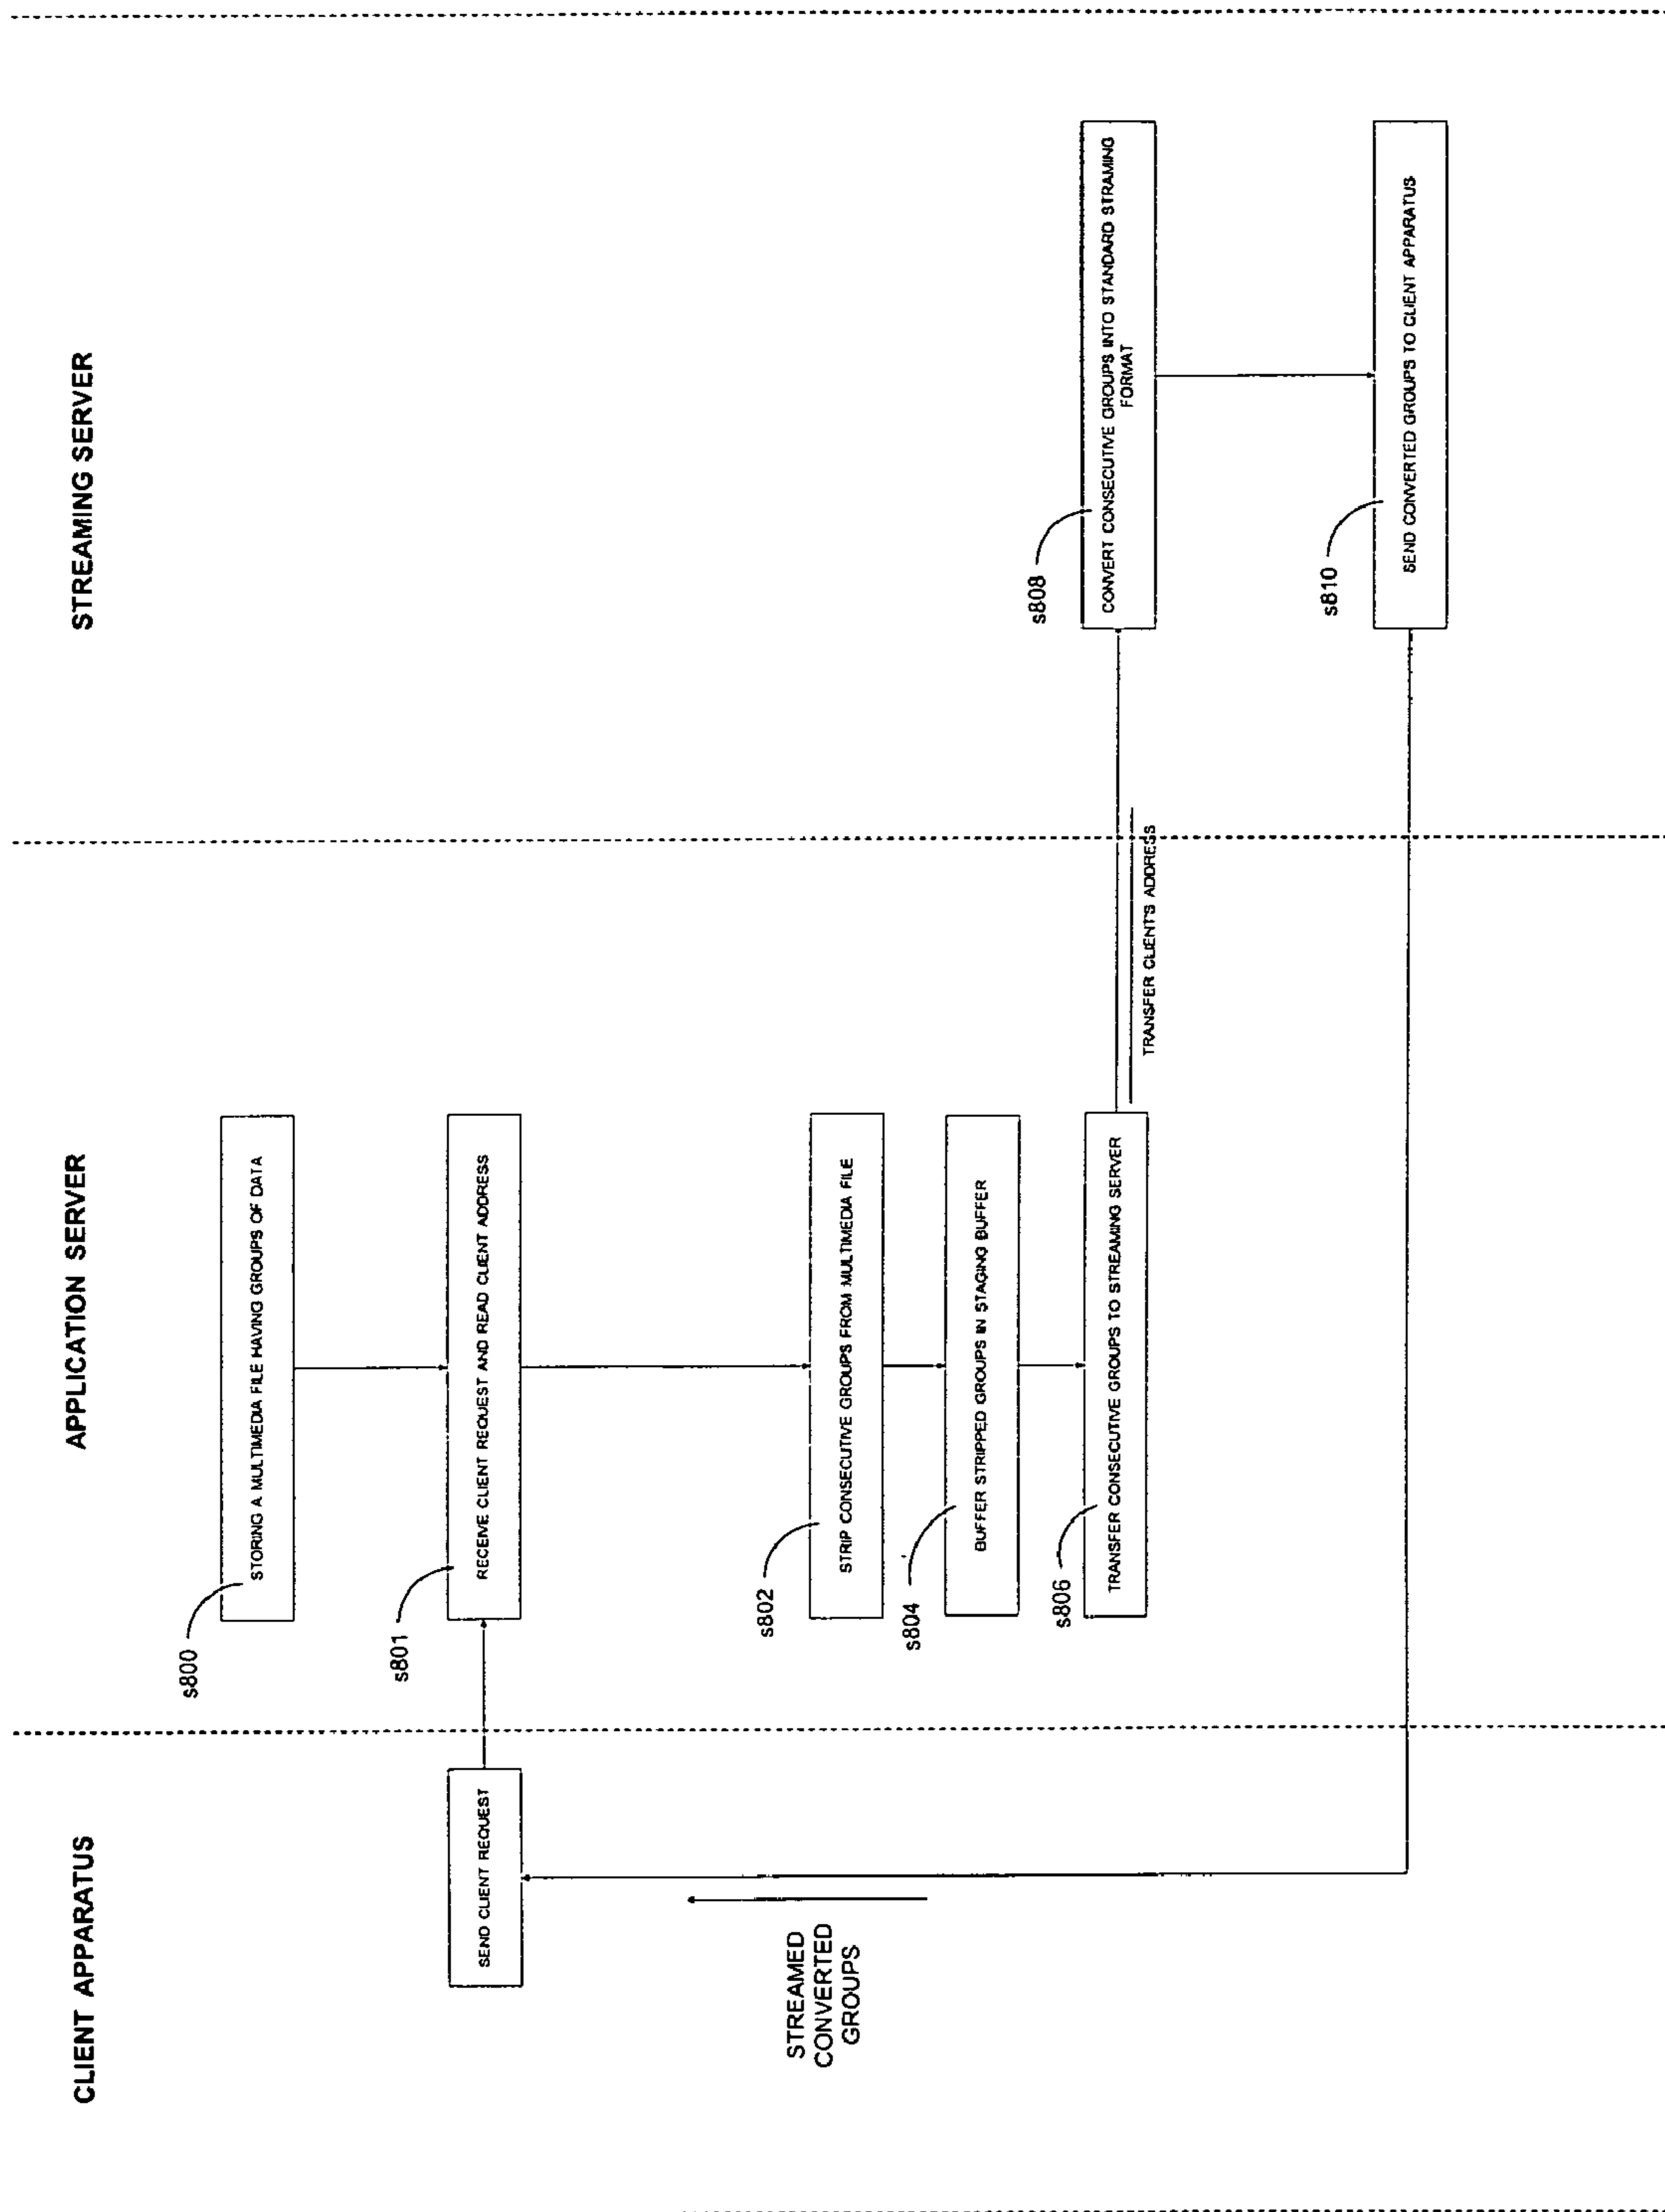 CLIENT APPARATUS
APPLICATION SERVER
STREAMING SERVER
s800
STORING A MULTIMEDIA FILE HAVING GROUPS OF DATA
SEND CLIENT REQUEST
s801
RECEIVE CLIENT REQUEST AND READ CLIENT ADDRESS
s802
STRIP CONSECUTIVE GROUPS FROM MULTIMEDIA FILE
STREAMED
CONVERTED
GROUPS
s804
BUFFER STRIPPED GROUPS IN STAGING BUFFER
s806
TRANSFER CONSECUTIVE GROUPS TO STREAMING SERVER
TRANSFER CLIENT'S ADDRESS
s808
CONVERT CONSECUTIVE GROUPS INTO STANDARD STRAMING
FORMAT
s810
SEND CONVERTED GROUPS TO CLIENT APPARATUS